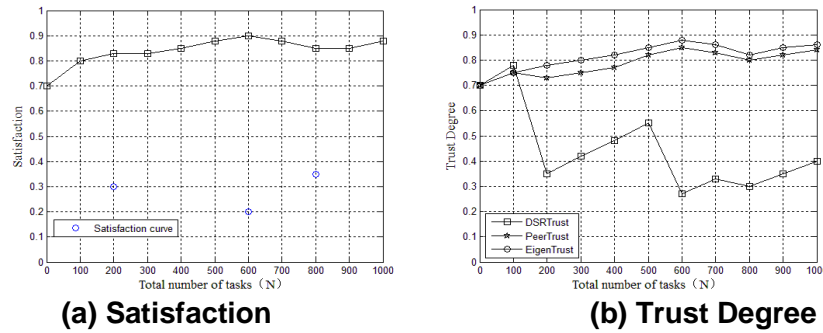 1
0.9
0.8
0.7
0.6
0.5
0.4
0.3
0.2
0.1
0
Satisfaction
Satisfaction curve
0 100 200 300 400 500 600 700 800 900 1000
Total number of tasks（N）
(a) Satisfaction
1
0.9
0.8
0.7
0.6
0.5
0.4
0.3
0.2
0.1
0
Trust Degree
DSRTrust
PeerTrust
EigenTrust
0 100 200 300 400 500 600 700 800 900 100
Total number of tasks（N）
(b) Trust Degree